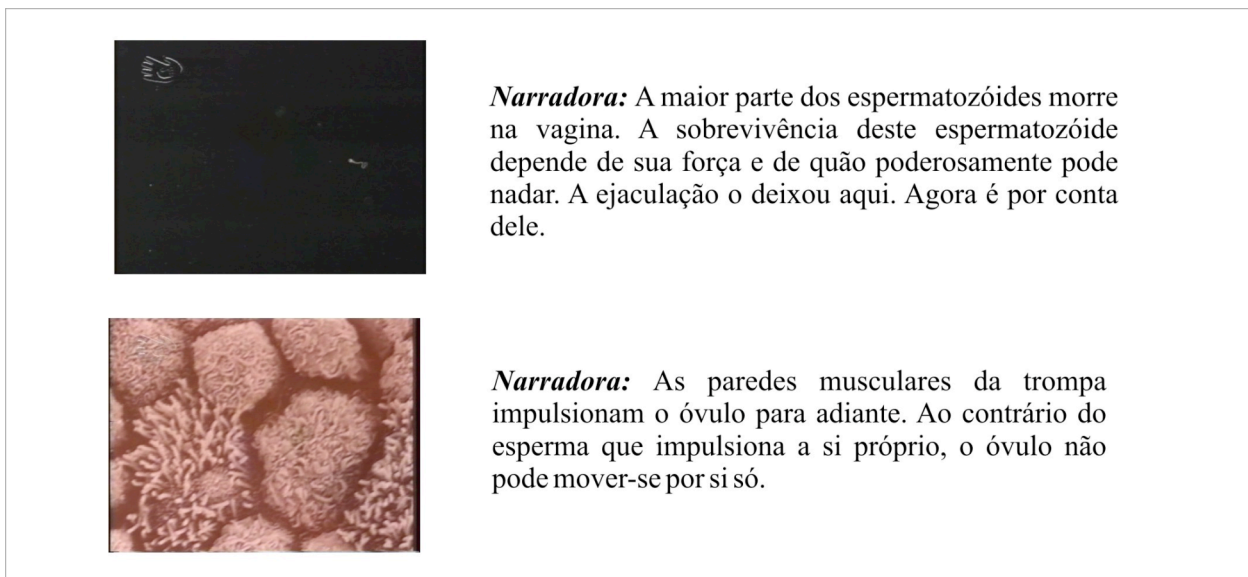 Narradora: A maior parte dos espermatozóides morre
na vagina. A sobrevivência deste espermatozóide
depende de sua força e de quão poderosamente pode
nadar. A ejaculação o deixou aqui. Agora é por conta
dele.
Narradora: As paredes musculares da trompa
impulsionam o óvulo para adiante. Ao contrário do
esperma que impulsiona a si próprio, o óvulo não
pode mover-se por si só.